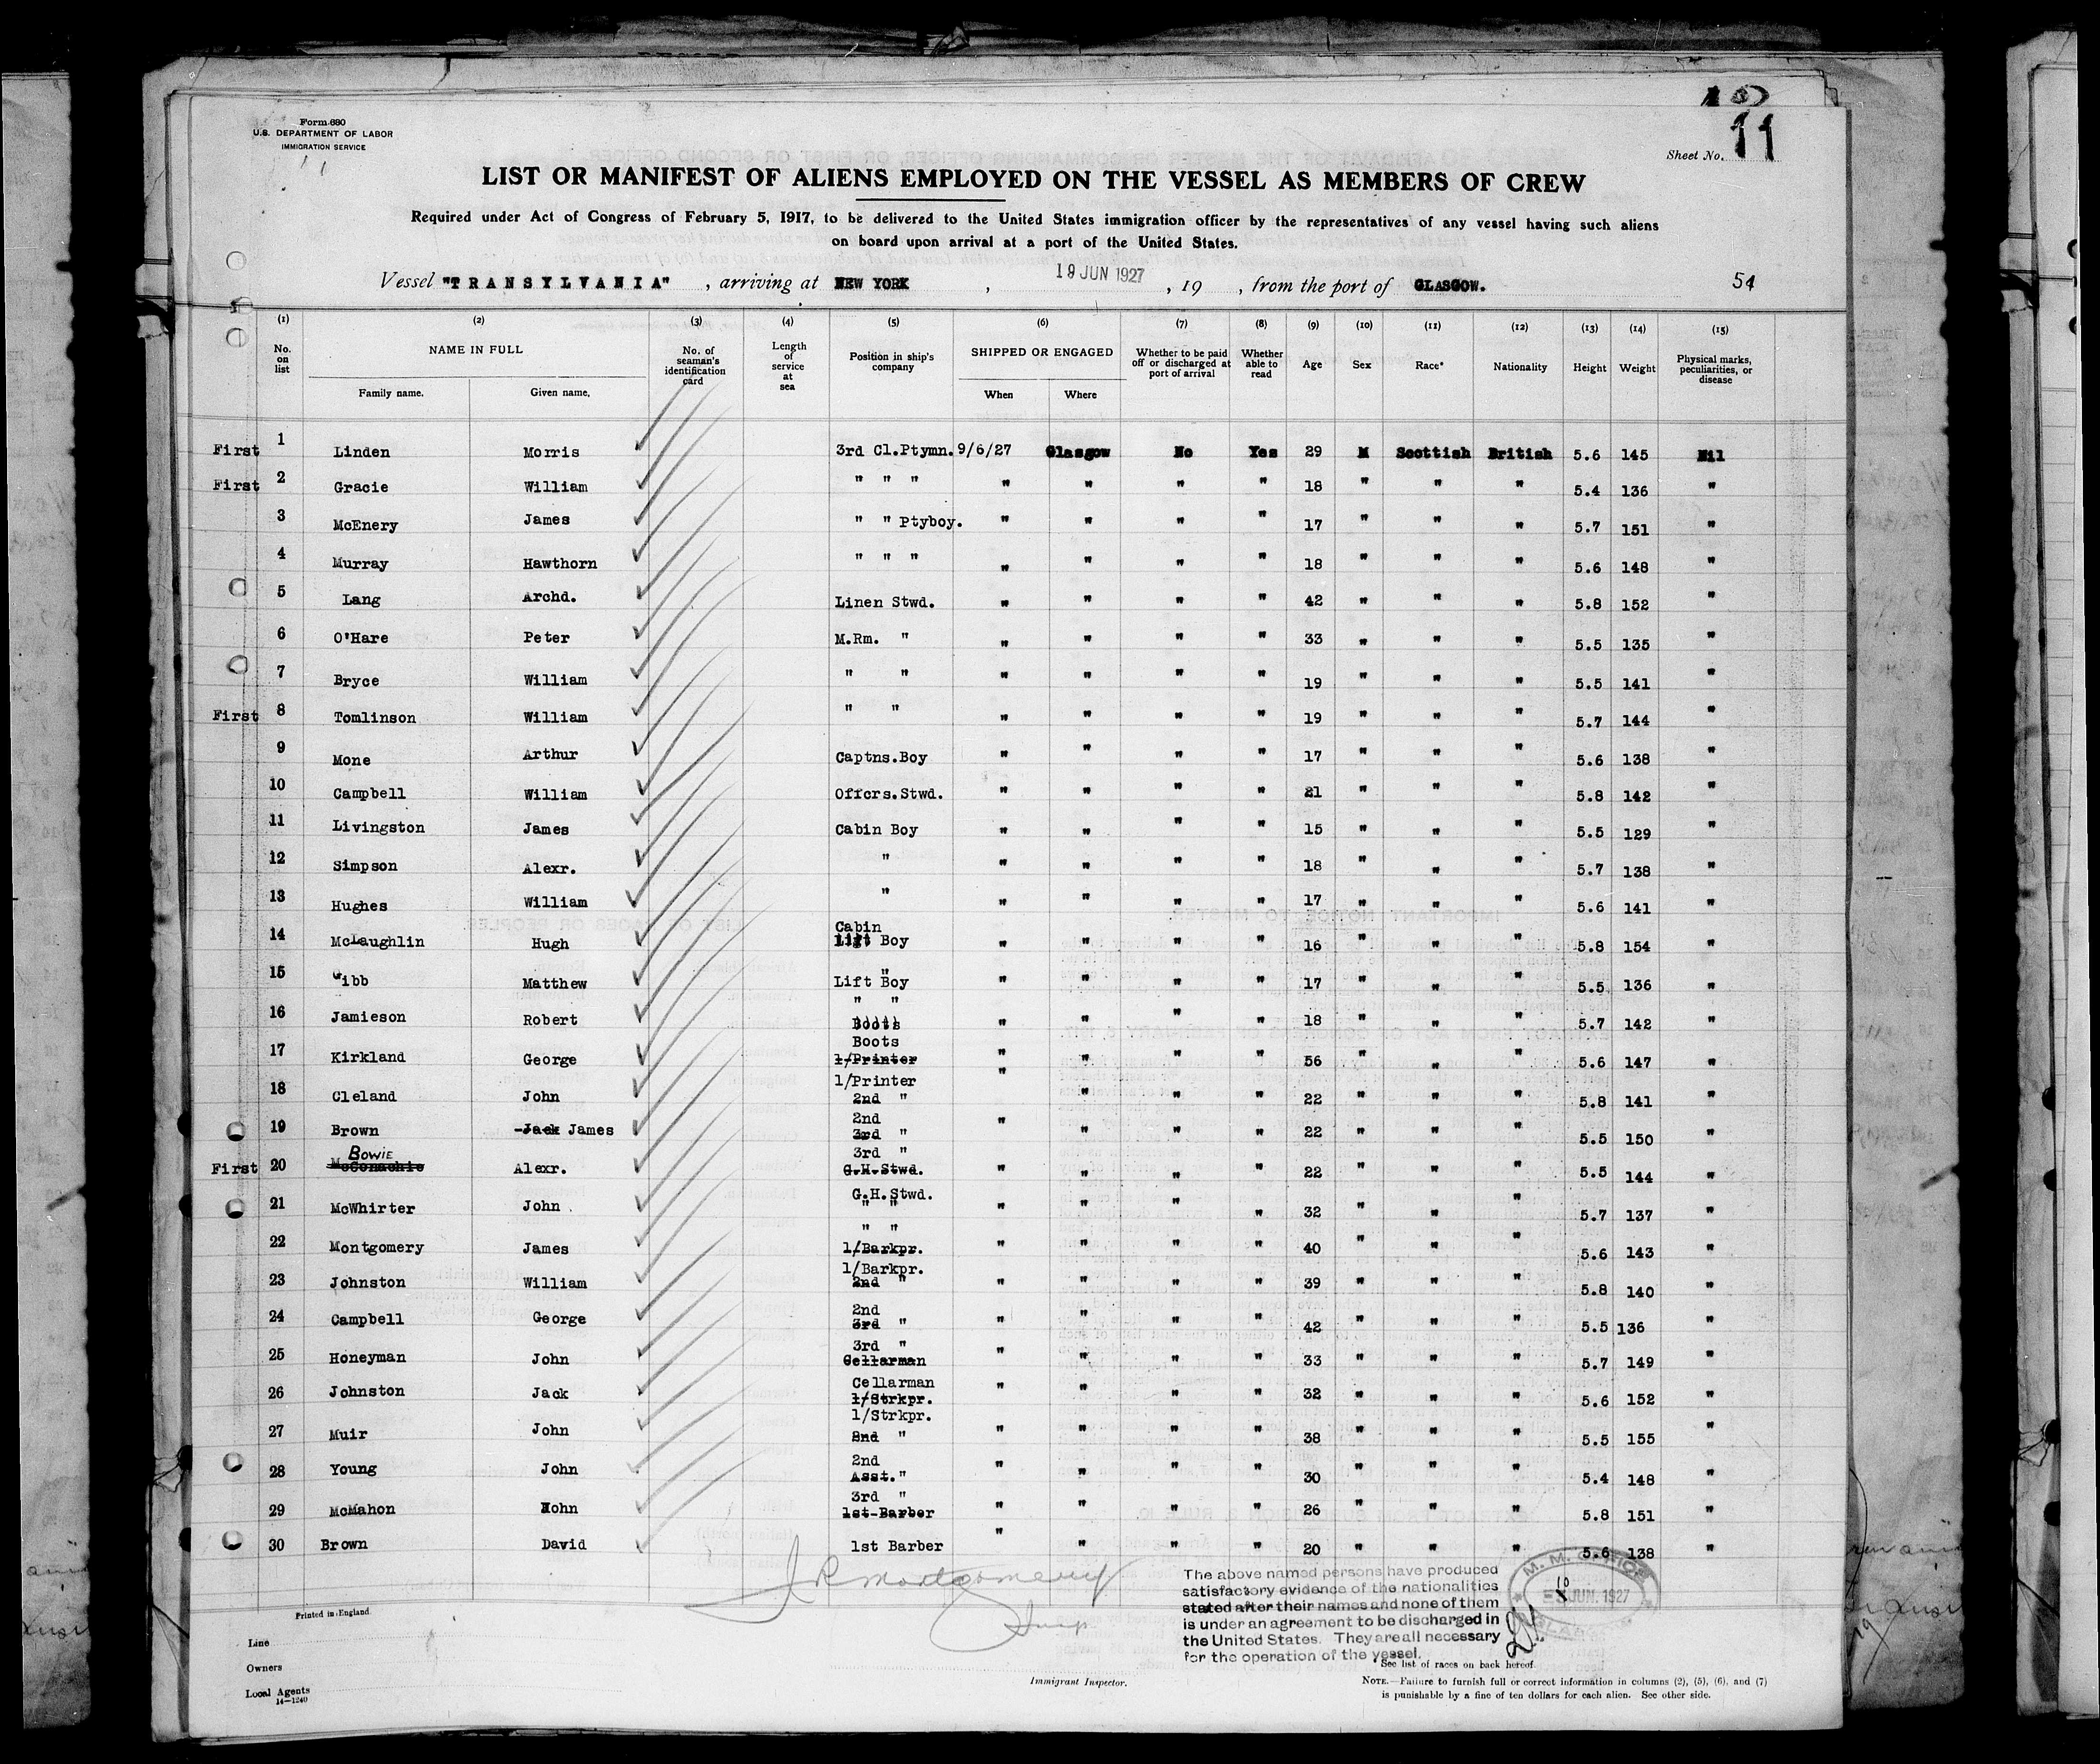 Form 680
U.S. DEPARTMENT OF LABOR
IMMIGRATION SERVICE
Sheet No. 11
LIST OR MANIFEST OF ALIENS EMPLOYED ON THE VESSEL AS MEMBERS OF CREW
Required under Act of Congress of February 5, 1917, to be delivered to the United States immigration officer by the representatives of any vessel having such aliens
on board upon arrival at a port of the United States.
Vessel "TRANSYLVANIA" , arriving at NEW YORK , 19 JUN 1927 , 19 , from the port of GLASGOW. 54
(1) (2) (3) (4) (5) (6) (7) (8) (9) (10) (11) (12) (13) (14) (15)
No. on list NAME IN FULL Family name. Given name. No. of seaman's identification card Length of service at sea Position in ship's company SHIPPED OR ENGAGED When Where Whether to be paid off or discharged at port of arrival Whether able to read Age Sex Race* Nationality Height Weight Physical marks, peculiarities, or disease
First 1 Linden Morris 3rd Cl.Ptymn. 9/6/27 Glasgow No Yes 29 M Scottish British 5.6 145 Nil
First 2 Gracie William " " " " " " " 18 " " " 5.4 136 "
3 McEnery James " " Ptyboy. " " " " 17 " " " 5.7 151 "
4 Murray Hawthorn " " " " " " " 18 " " " 5.6 148 "
5 Lang Archd. Linen Stwd. " " " " 42 " " " 5.8 152 "
6 O'Hare Peter M.Rm. " " " " " 33 " " " 5.5 135 "
7 Bryce William " " " " " " 19 " " " 5.5 141 "
First 8 Tomlinson William " " " " " " 19 " " " 5.7 144 "
9 Mone Arthur Captns.Boy " " " " 17 " " " 5.6 138 "
10 Campbell William Offcrs.Stwd. " " " " 21 " " " 5.8 142 "
11 Livingston James Cabin Boy " " " " 15 " " " 5.5 129 "
12 Simpson Alexr. " " " " " 18 " " " 5.7 138 "
13 Hughes William " " " " " 17 " " " 5.6 141 "
14 McLaughlin Hugh Cabin Lift Boy " " " " 16 " " " 5.8 154 "
15 Gibb Matthew " Lift Boy " " " " 17 " " " 5.5 136 "
16 Jamieson Robert " " Boots " " " " 18 " " " 5.7 142 "
17 Kirkland George Boots 1/Printer " " " " 56 " " " 5.6 147 "
18 Cleland John 1/Printer 2nd " " " " " 22 " " " 5.8 141 "
19 Brown Jack James 2nd 3rd " " " " " 22 " " " 5.5 150 "
First 20 Bowie McConachie Alexr. 3rd " G.H.Stwd. " " " " 22 " " " 5.5 144 "
21 McWhirter John G.H.Stwd. " " " " " " 32 " " " 5.7 137 "
22 Montgomery James " " 1/Barkpr. " " " " 40 " " " 5.6 143 "
23 Johnston William 1/Barkpr. 2nd " " " " " 39 " " " 5.8 140 "
24 Campbell George 2nd 3rd " " " " " 42 " " " 5.5 136 "
25 Honeyman John 3rd " Cellarman " " " " 33 " " " 5.7 149 "
26 Johnston Jack Cellarman 1/Strkpr. " " " " 32 " " " 5.6 152 "
27 Muir John 1/Strkpr. 2nd " " " " " 38 " " " 5.5 155 "
28 Young John 2nd Asst. " " " " " 30 " " " 5.4 148 "
29 McMahon John 3rd " 1st Barber " " " " 26 " " " 5.8 151 "
30 Brown David 1st Barber " " " " 20 " " " 5.6 138 "
J R Montgomery
The above named persons have produced
satisfactory evidence of the nationalities
stated after their names and none of them
is under an agreement to be discharged in
the United States. They are all necessary
for the operation of the vessel.
M. M. OFFICE
10
JUN. 1927
Printed in England.
Line
Owners
Local Agents
14—1240
Immigrant Inspector.
*See list of races on back hereof.
NOTE.—Failure to furnish full or correct information in columns (2), (5), (6), and (7)
is punishable by a fine of ten dollars for each alien. See other side.